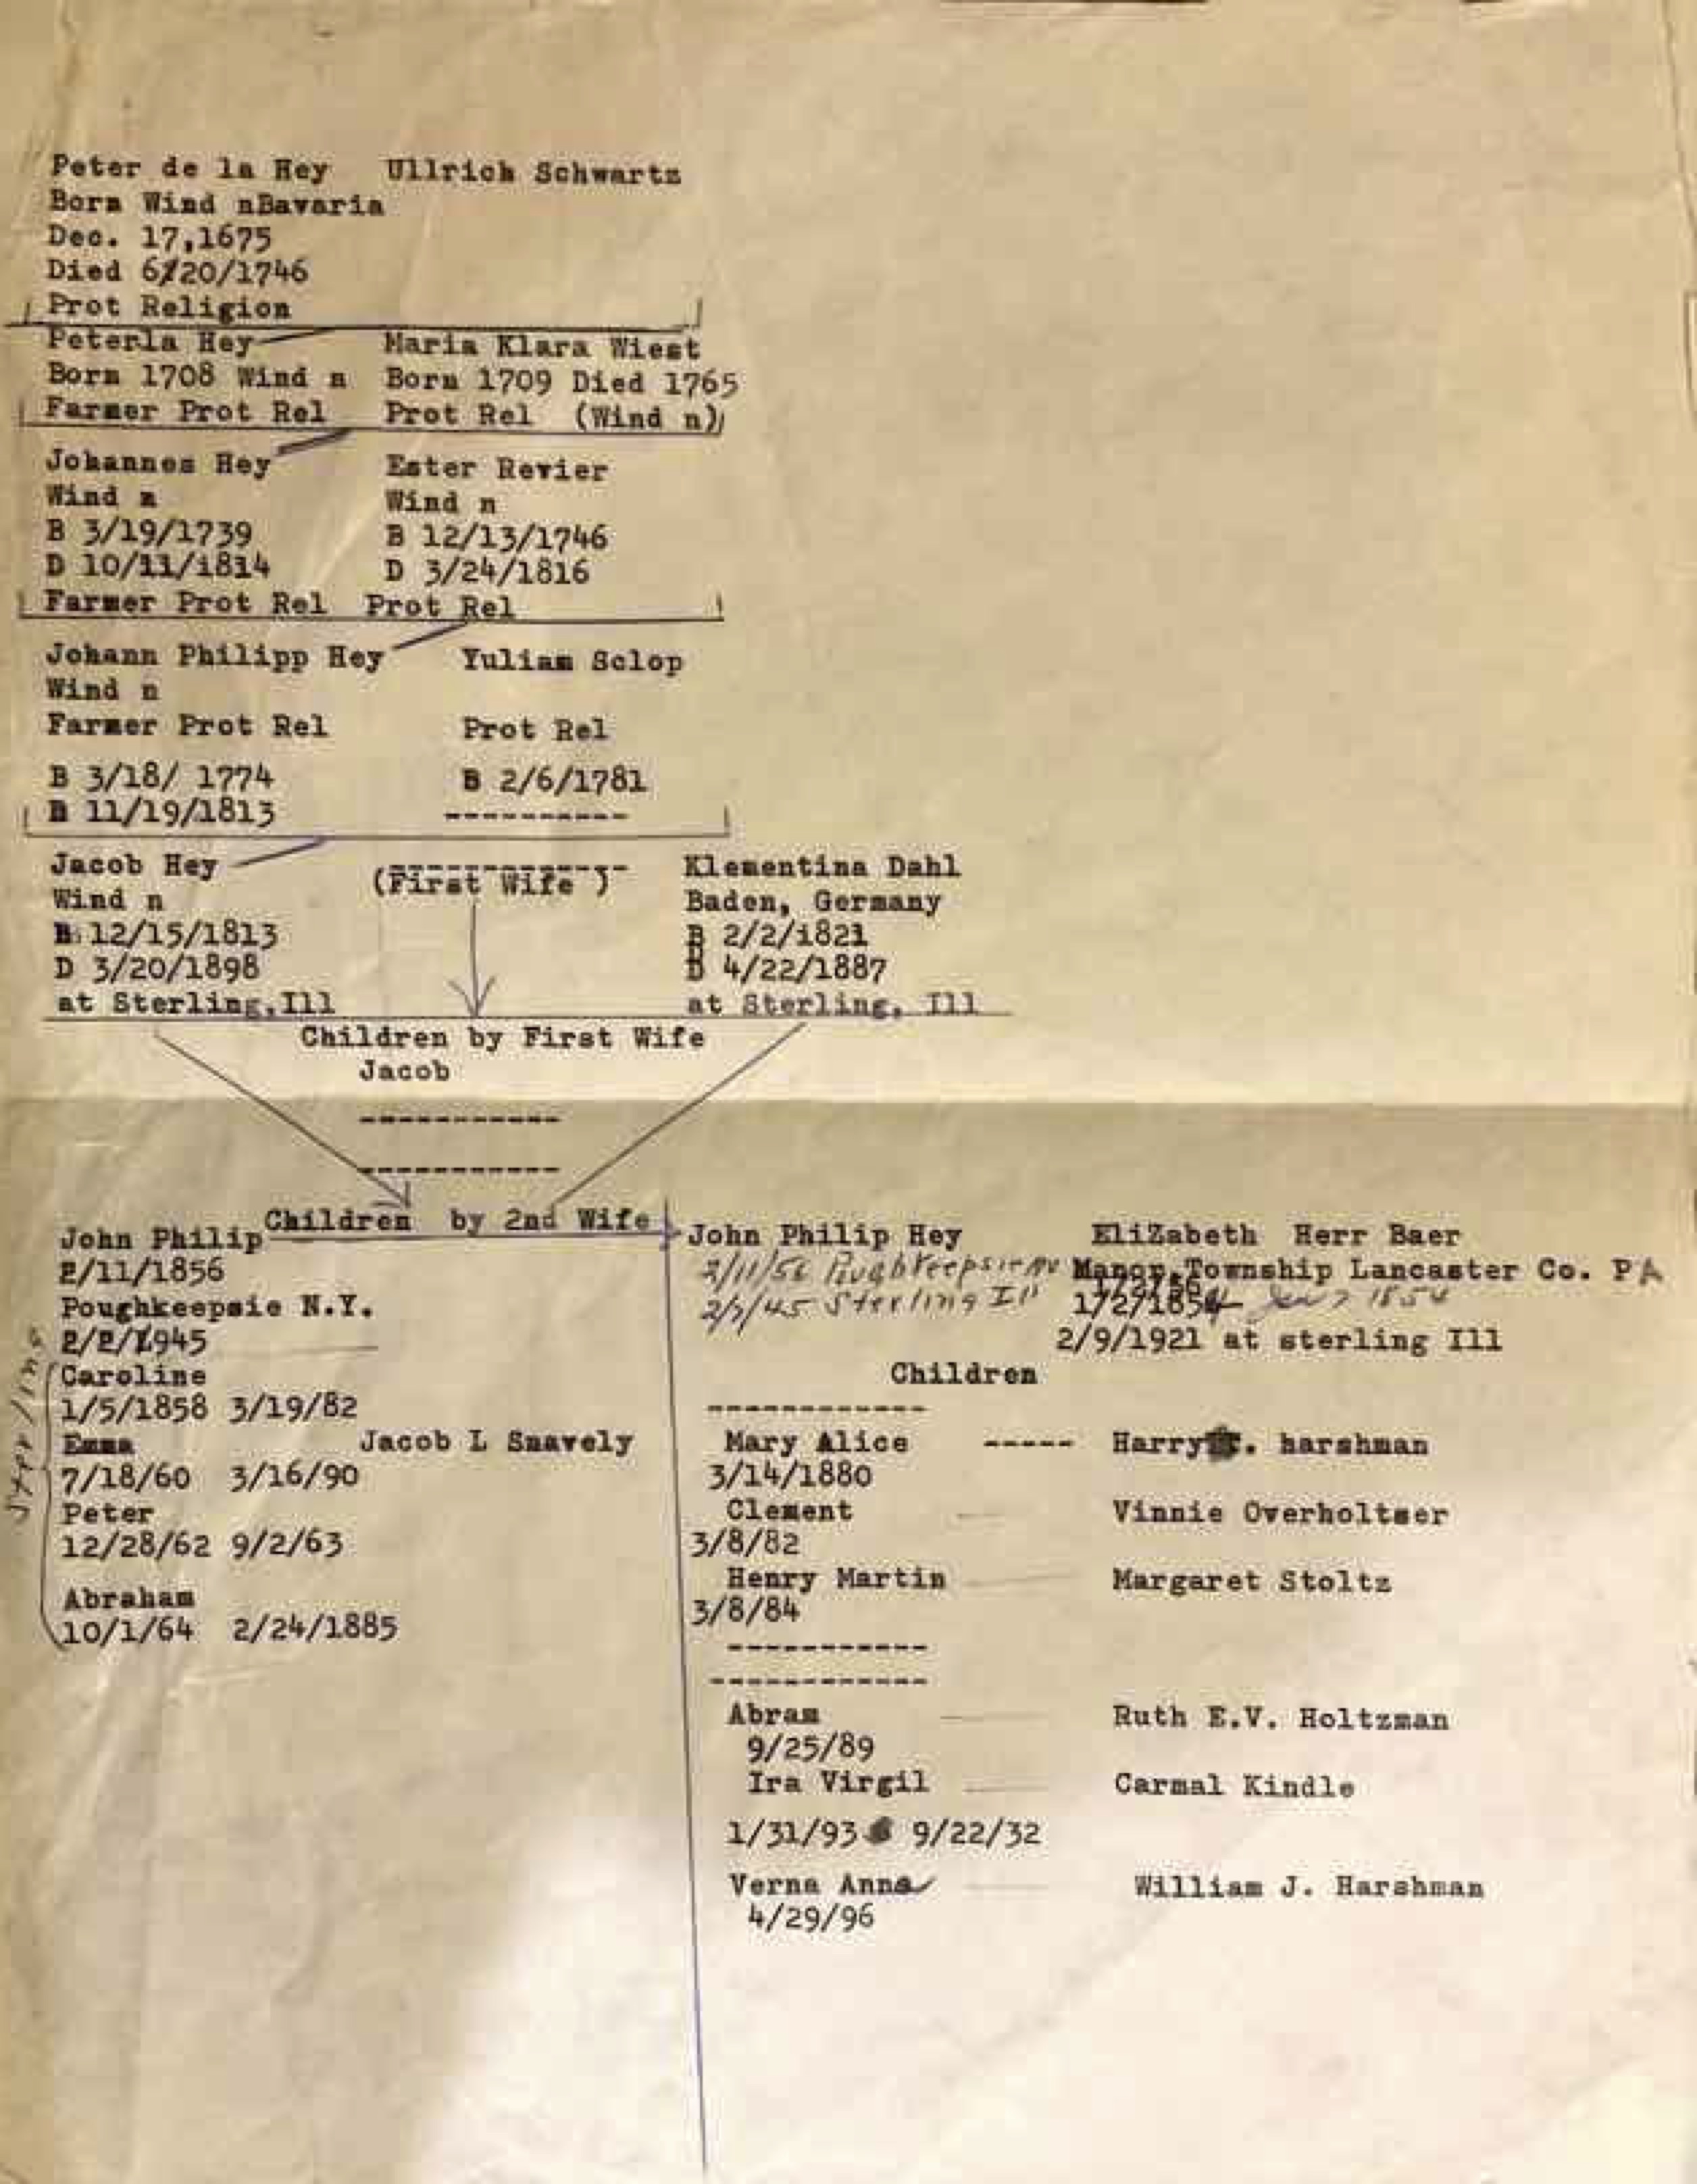 Peter de la Hey Ullrich Schwartz
Born Wind nBavaria
Dec. 17,1675
Died 6/20/1746
Prot Religion
Peterla Hey Maria Klara Wiest
Born 1708 Wind n Born 1709 Died 1765
Farmer Prot Rel Prot Rel (Wind n)
Johannes Hey Ester Revier
Wind n Wind n
B 3/19/1739 B 12/13/1746
D 10/11/1814 D 3/24/1816
Farmer Prot Rel Prot Rel
Johann Philipp Hey Yuliam Sclop
Wind n
Farmer Prot Rel Prot Rel
B 3/18/ 1774 B 2/6/1781
B 11/19/1813 ----------
Jacob Hey (First Wife ) Klementina Dahl
Wind n Baden, Germany
B 12/15/1813 B 2/2/1821
D 3/20/1898 D 4/22/1887
at Sterling,Ill at Sterling, Ill
Children by First Wife
Jacob
-----------
-----------
Children by 2nd Wife
John Philip
2/11/1856
Poughkeepsie N.Y.
2/2/1945
Sterling
Caroline
1/5/1858 3/19/82
Emma Jacob L Snavely
7/18/60 3/16/90
Peter
12/28/62 9/2/63
Abraham
10/1/64 2/24/1885
John Philip Hey EliZabeth Herr Baer
2/11/56 Poughkeepsie NY Manor Township Lancaster Co. PA
2/2/45 Sterling Ill 1/2/1854 Jan 2 1854
2/9/1921 at sterling Ill
Children
------------
Mary Alice ----- Harry harshman
3/14/1880
Clement Vinnie Overholtser
3/8/82
Henry Martin Margaret Stoltz
3/8/84
-----------
------------
Abram Ruth E.V. Holtzman
9/25/89
Ira Virgil Carmal Kindle
1/31/93 9/22/32
Verna Anna William J. Harshman
4/29/96